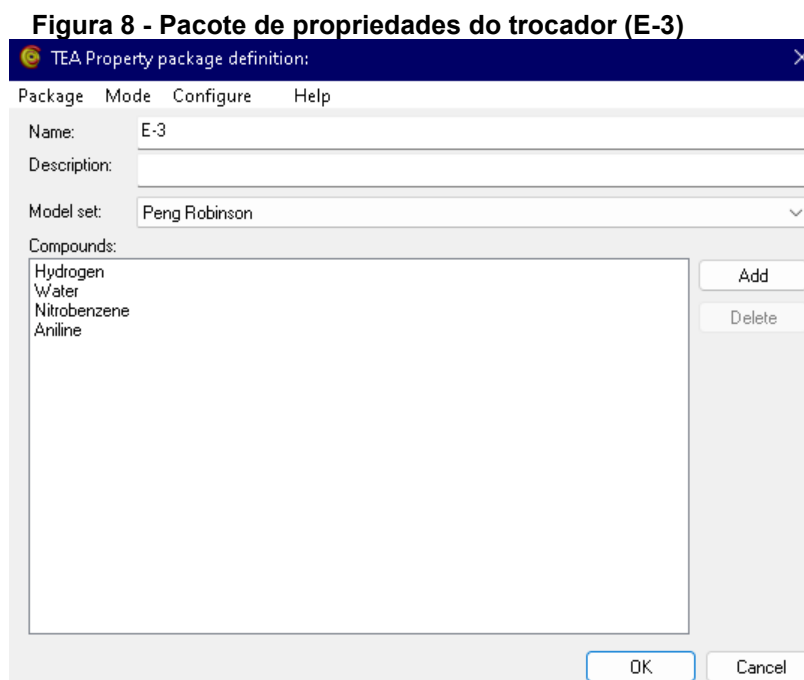 Figura 8 - Pacote de propriedades do trocador (E-3)
TEA Property package definition:
Package Mode Configure Help
Name: E-3
Description:
Model set: Peng Robinson
Compounds:
Hydrogen
Water
Nitrobenzene
Aniline
Add
Delete
OK Cancel